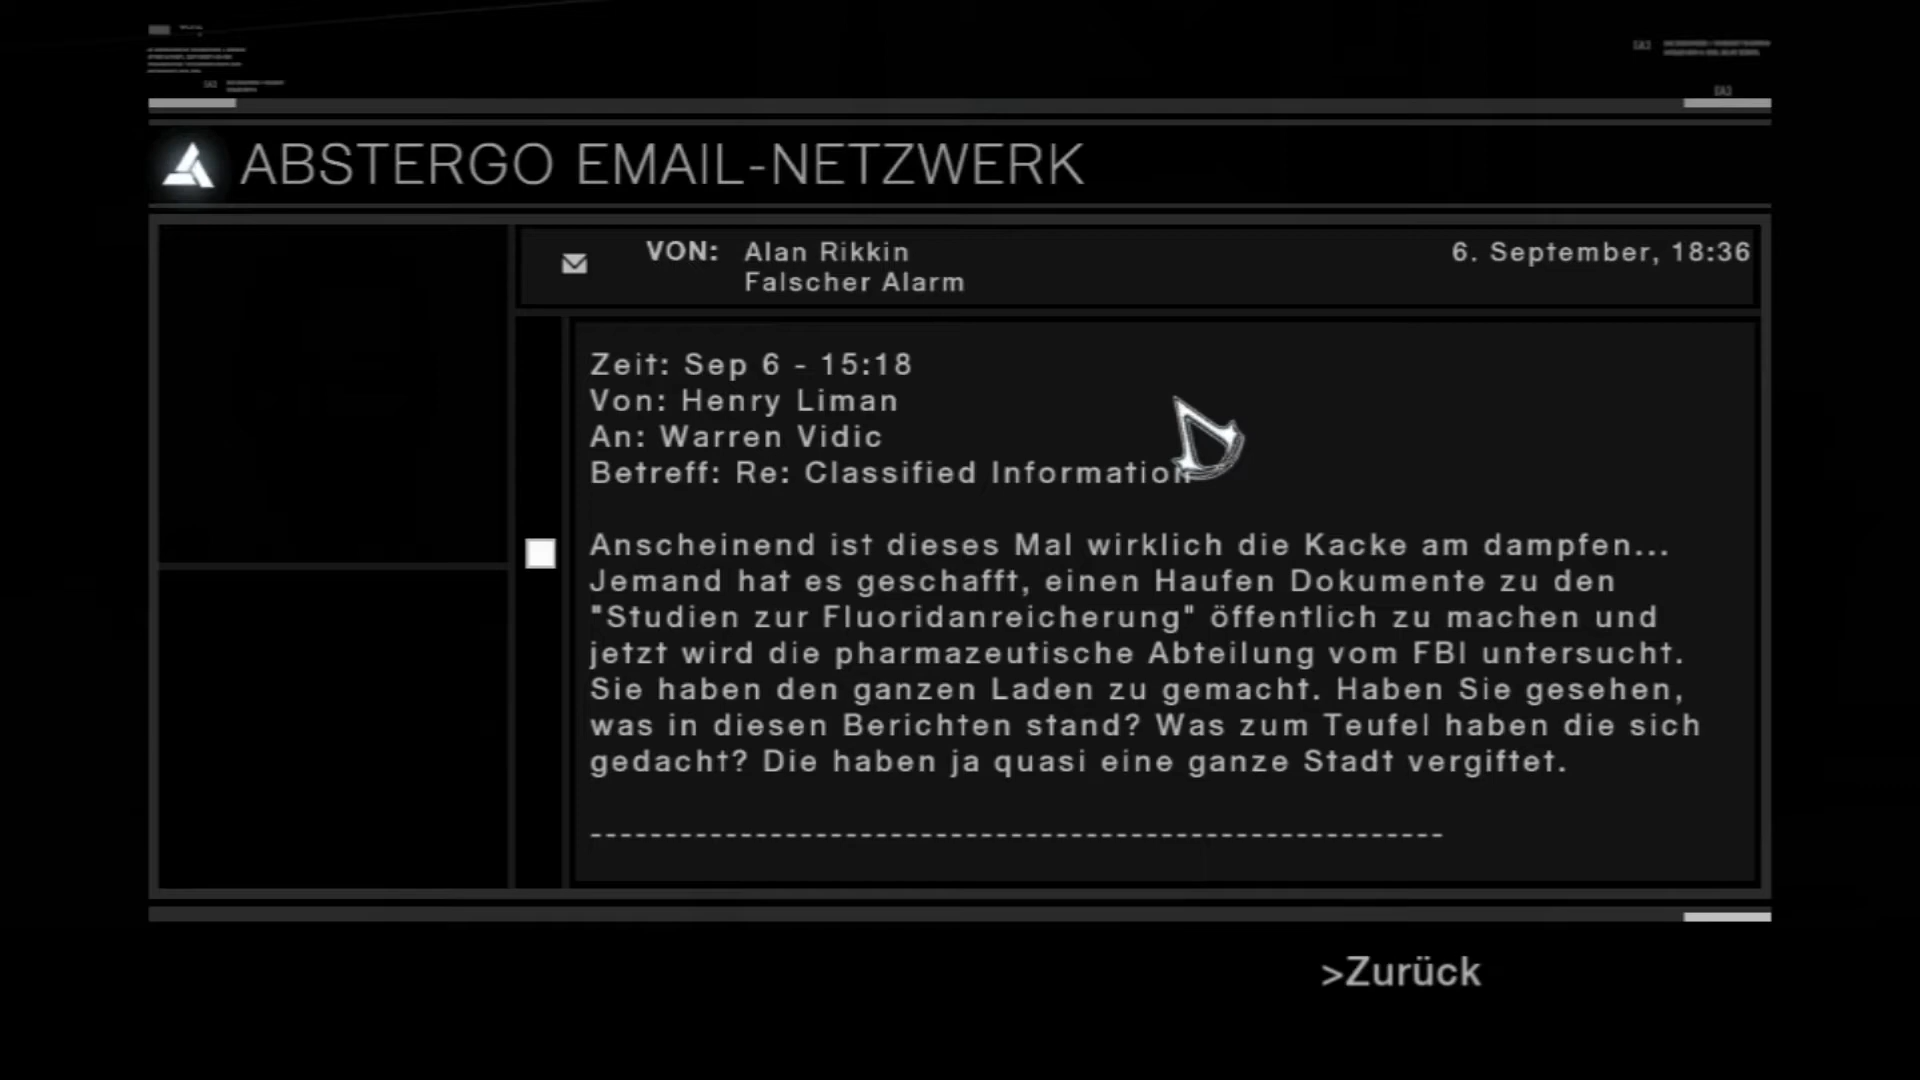 ABSTERGO EMAIL-NETZWERK
VON: Alan Rikkin 6. September, 18:36
Falscher Alarm
Zeit: Sep 6 - 15:18
Von: Henry Liman
An: Warren Vidic
Betreff: Re: Classified Information
Anscheinend ist dieses Mal wirklich die Kacke am dampfen...
Jemand hat es geschafft, einen Haufen Dokumente zu den
"Studien zur Fluoridanreicherung" öffentlich zu machen und
jetzt wird die pharmazeutische Abteilung vom FBI untersucht.
Sie haben den ganzen Laden zu gemacht. Haben Sie gesehen,
was in diesen Berichten stand? Was zum Teufel haben die sich
gedacht? Die haben ja quasi eine ganze Stadt vergiftet.
---------------------------------------------------------
>Zurück